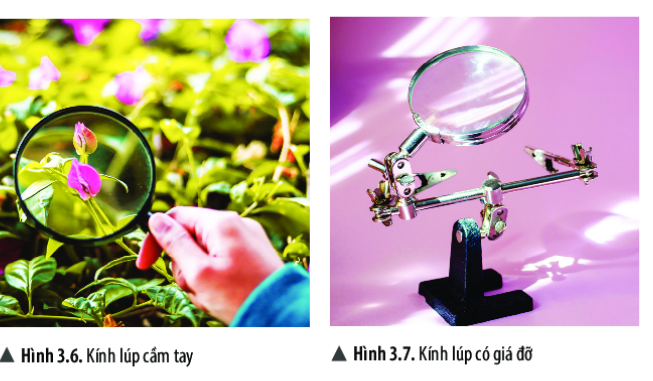 ▲ Hình 3.6. Kính lúp cầm tay
▲ Hình 3.7. Kính lúp có giá đỡ